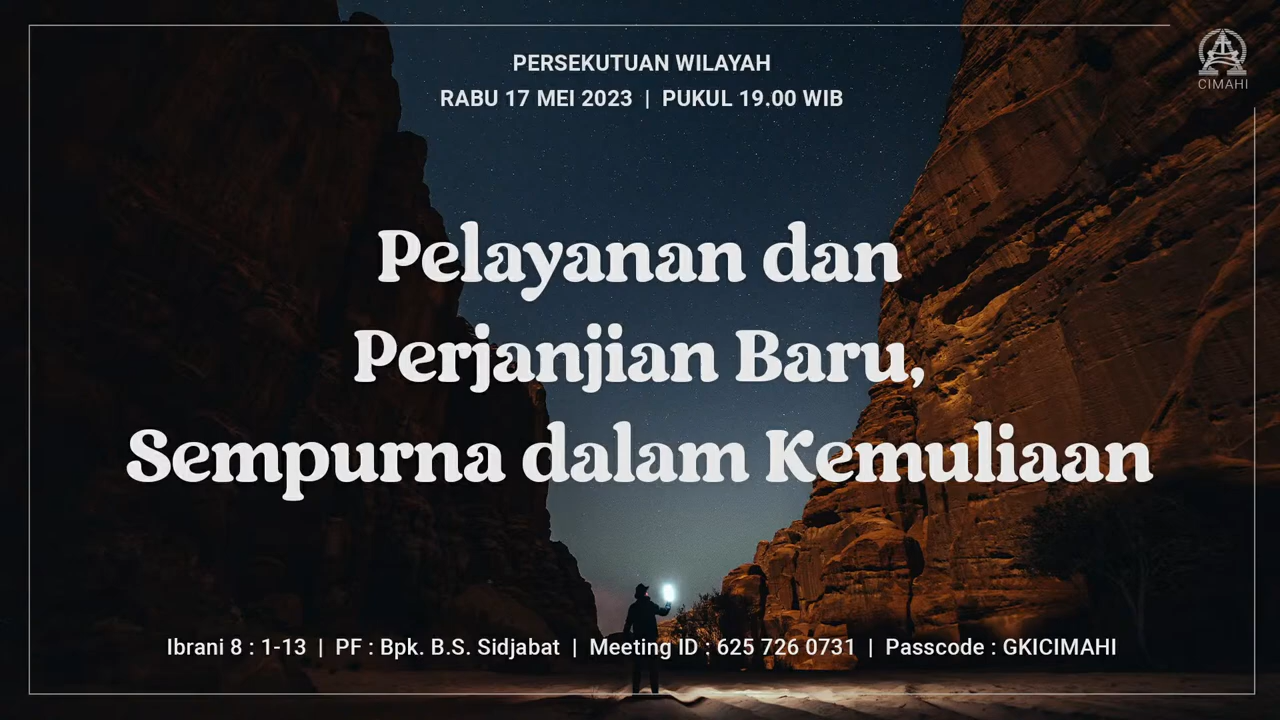 PERSEKUTUAN WILAYAH
RABU 17 MEI 2023 | PUKUL 19.00 WIB
CIMAHI
Pelayanan dan
Perjanjian Baru,
Sempurna dalam Kemuliaan
Ibrani 8 : 1-13 | PF : Bpk. B.S. Sidjabat | Meeting ID : 625 726 0731 | Passcode : GKICIMAHI